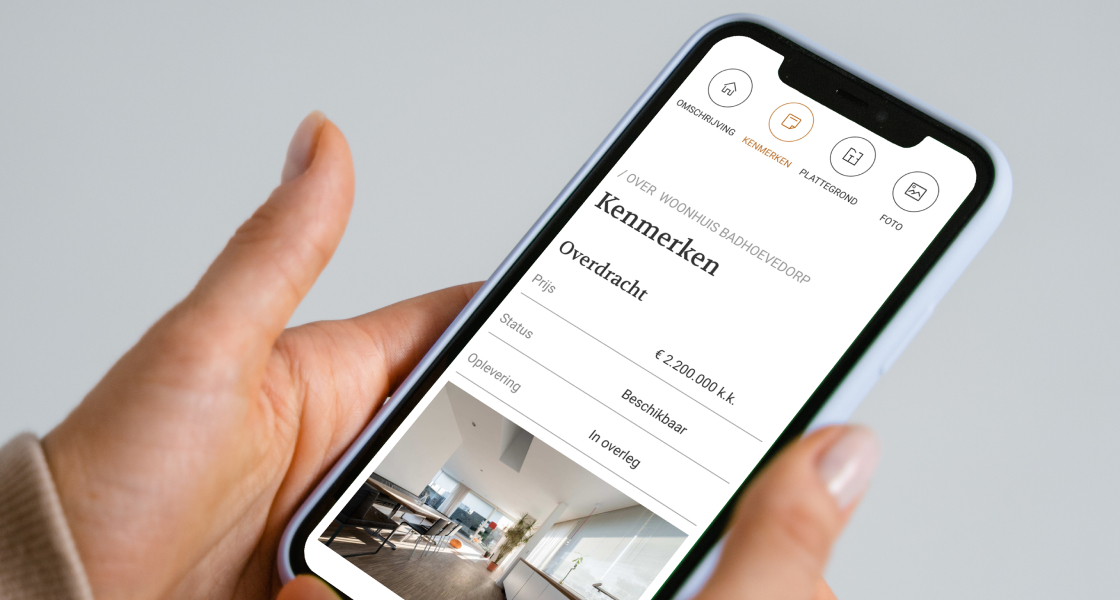 OMSCHRIJVING
KENMERKEN
PLATTEGROND
FOTO
/ OVER WOONHUIS BADHOEVEDORP
Kenmerken
Overdracht
Prijs
€ 2.200.000 k.k.
Status
Beschikbaar
Oplevering
In overleg